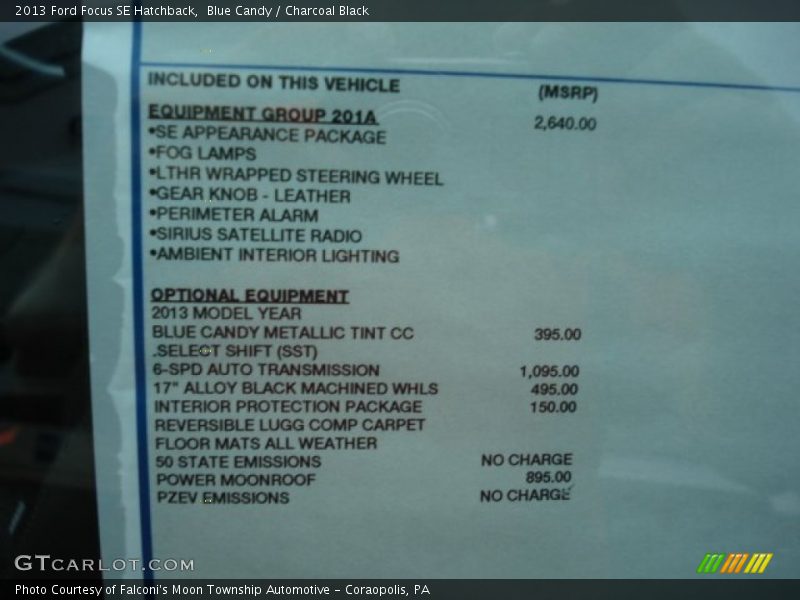 2013 Ford Focus SE Hatchback, Blue Candy / Charcoal Black
INCLUDED ON THIS VEHICLE (MSRP)
EQUIPMENT GROUP 201A 2,640.00
•SE APPEARANCE PACKAGE
•FOG LAMPS
•LTHR WRAPPED STEERING WHEEL
•GEAR KNOB - LEATHER
•PERIMETER ALARM
•SIRIUS SATELLITE RADIO
•AMBIENT INTERIOR LIGHTING
OPTIONAL EQUIPMENT
2013 MODEL YEAR
BLUE CANDY METALLIC TINT CC 395.00
.SELECT SHIFT (SST)
6-SPD AUTO TRANSMISSION 1,095.00
17" ALLOY BLACK MACHINED WHLS 495.00
INTERIOR PROTECTION PACKAGE 150.00
REVERSIBLE LUGG COMP CARPET
FLOOR MATS ALL WEATHER
50 STATE EMISSIONS NO CHARGE
POWER MOONROOF 895.00
PZEV EMISSIONS NO CHARGE
GTCARLOT.COM
Photo Courtesy of Falconi's Moon Township Automotive – Coraopolis, PA